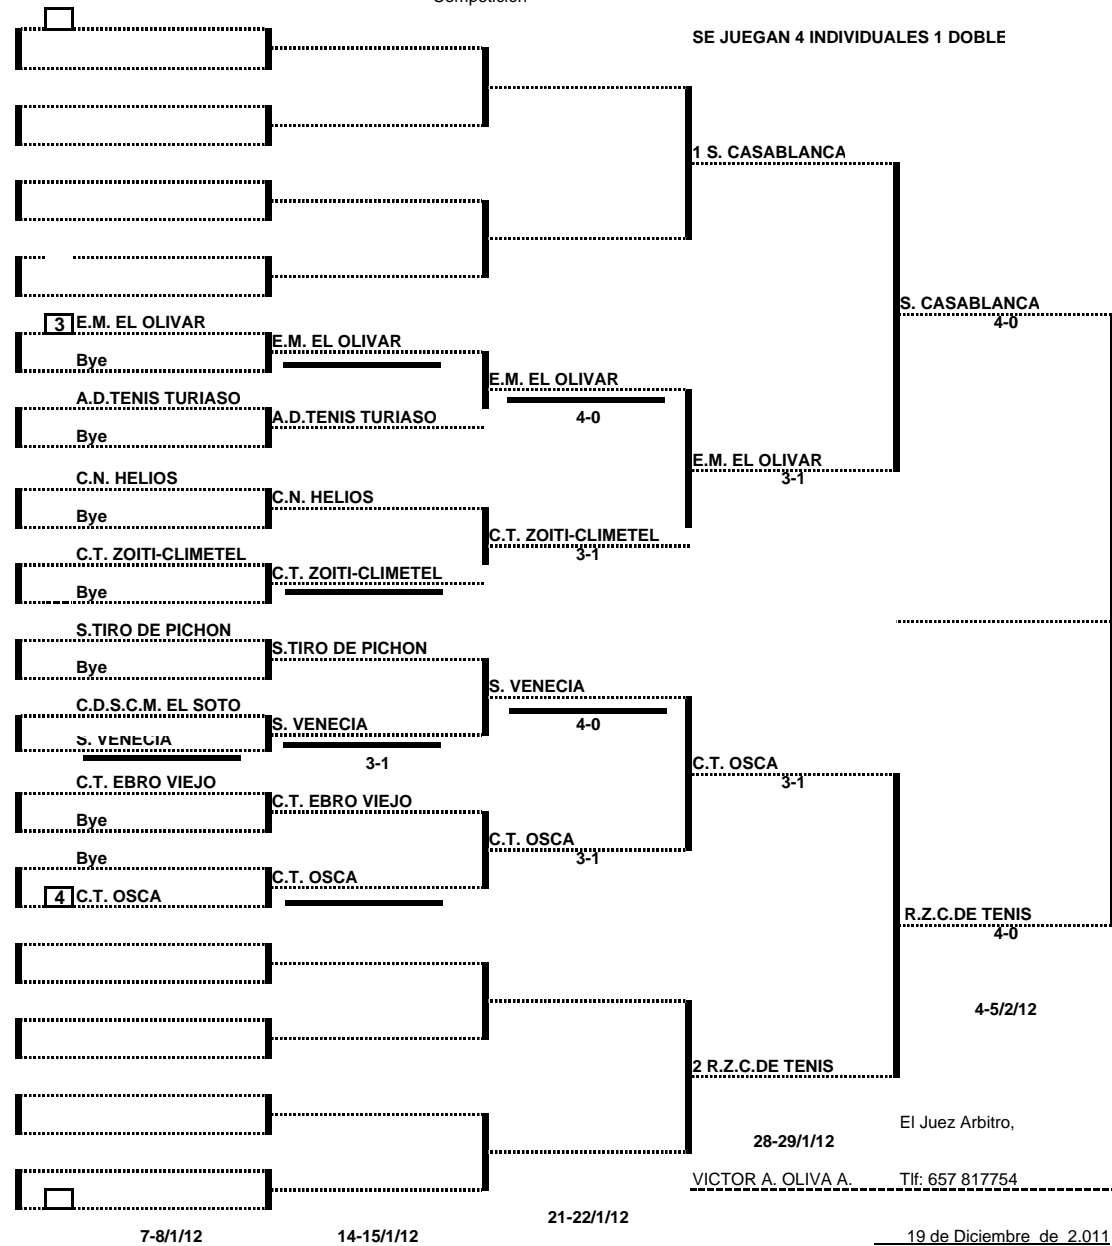 Competición
SE JUEGAN 4 INDIVIDUALES 1 DOBLE
1 S. CASABLANCA
S. CASABLANCA
4-0
3 E.M. EL OLIVAR
E.M. EL OLIVAR
Bye
E.M. EL OLIVAR
4-0
A.D.TENIS TURIASO
A.D.TENIS TURIASO
Bye
E.M. EL OLIVAR
3-1
C.N. HELIOS
C.N. HELIOS
Bye
C.T. ZOITI-CLIMETEL
3-1
C.T. ZOITI-CLIMETEL
C.T. ZOITI-CLIMETEL
Bye
S.TIRO DE PICHON
S.TIRO DE PICHON
Bye
S. VENECIA
4-0
C.D.S.C.M. EL SOTO
S. VENECIA
S. VENECIA
3-1
C.T. OSCA
3-1
C.T. EBRO VIEJO
C.T. EBRO VIEJO
Bye
C.T. OSCA
3-1
Bye
C.T. OSCA
4 C.T. OSCA
R.Z.C.DE TENIS
4-0
4-5/2/12
2 R.Z.C.DE TENIS
El Juez Arbitro,
28-29/1/12
VICTOR A. OLIVA A. Tlf: 657 817754
21-22/1/12
7-8/1/12 14-15/1/12 19 de Diciembre de 2.011